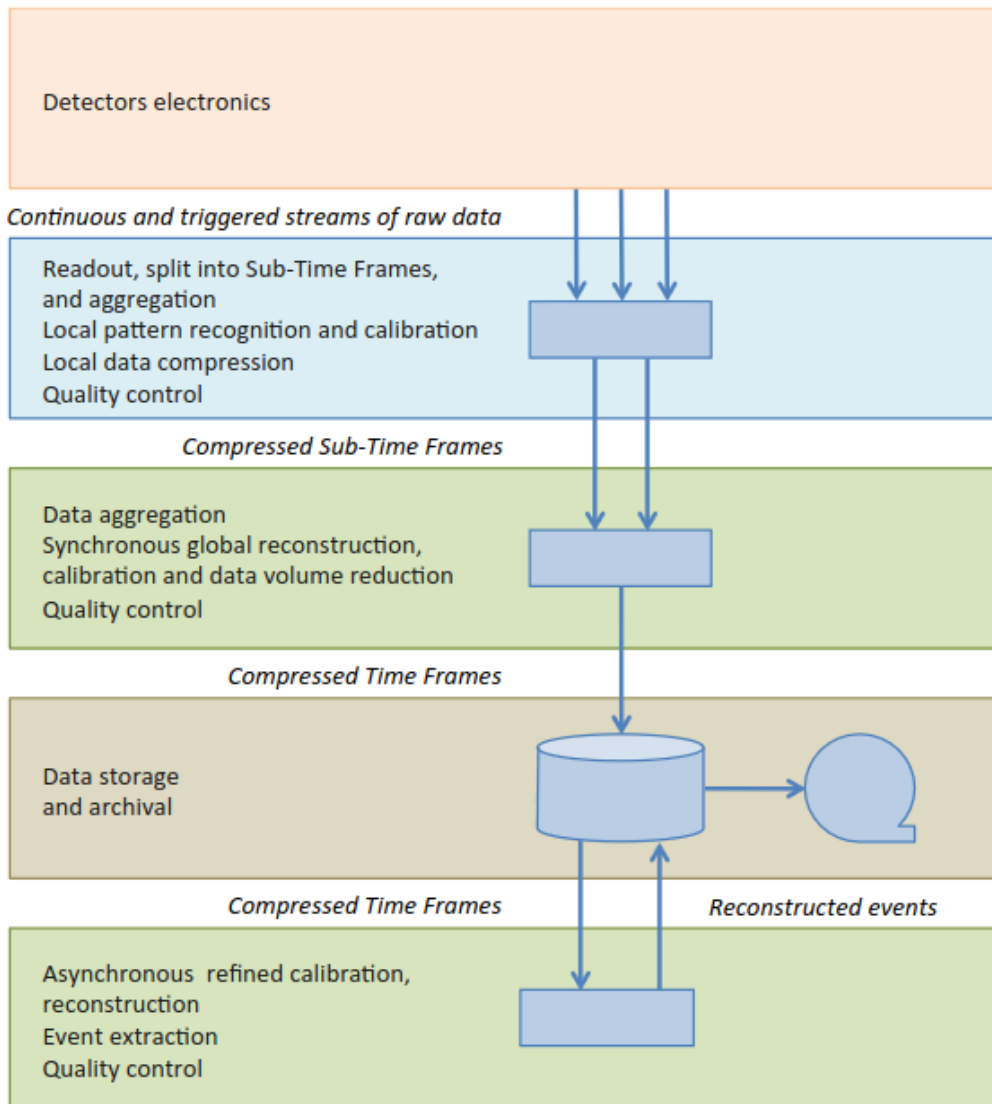 Detectors electronics
Continuous and triggered streams of raw data
Readout, split into Sub-Time Frames,
and aggregation
Local pattern recognition and calibration
Local data compression
Quality control
Compressed Sub-Time Frames
Data aggregation
Synchronous global reconstruction,
calibration and data volume reduction
Quality control
Compressed Time Frames
Data storage
and archival
Compressed Time Frames
Reconstructed events
Asynchronous refined calibration,
reconstruction
Event extraction
Quality control